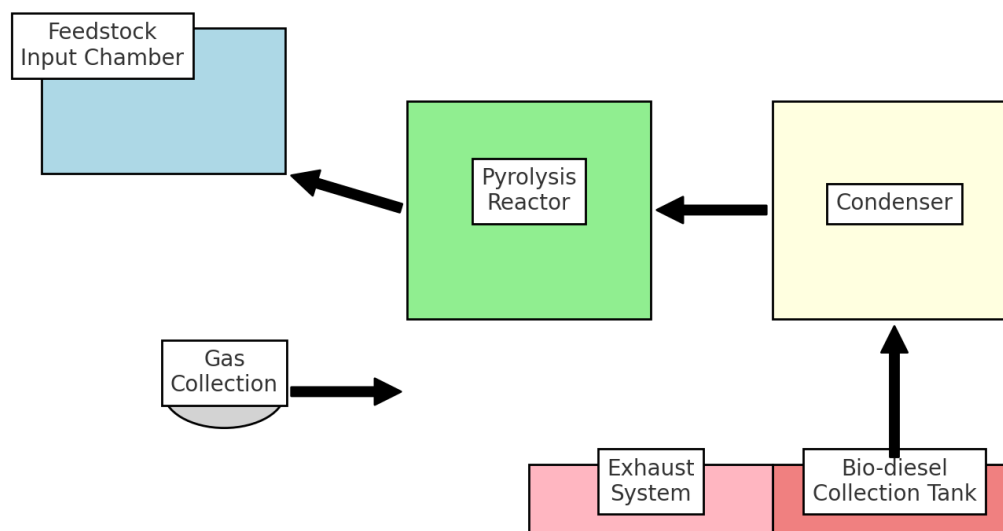 Feedstock
Input Chamber
Pyrolysis
Reactor
Condenser
Gas
Collection
Exhaust
System
Bio-diesel
Collection Tank